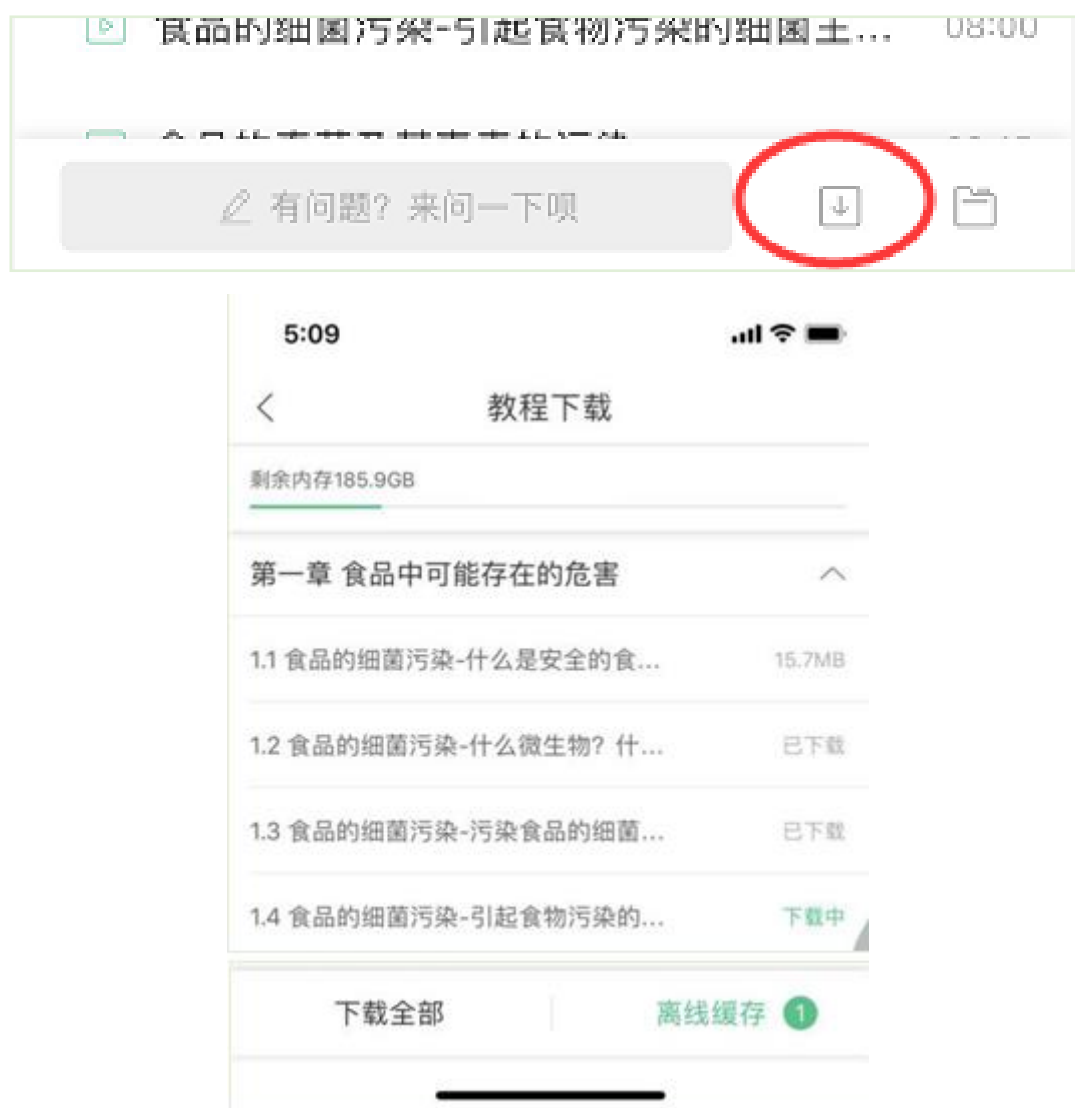 食品的细菌污染-引起食物污染的细菌主... 08:00
有问题？来问一下呗
5:09
教程下载
剩余内存185.9GB
第一章 食品中可能存在的危害
1.1 食品的细菌污染-什么是安全的食... 15.7MB
1.2 食品的细菌污染-什么微生物？什... 已下载
1.3 食品的细菌污染-污染食品的细菌... 已下载
1.4 食品的细菌污染-引起食物污染的... 下载中
下载全部 离线缓存 1